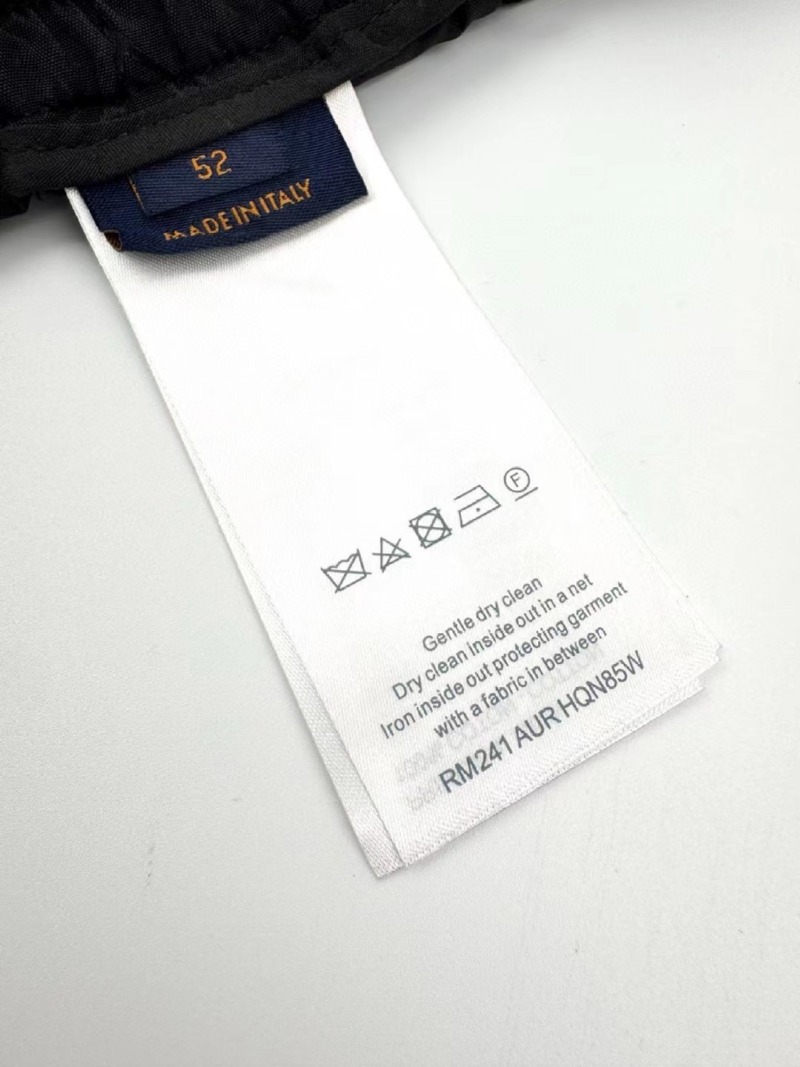 52
MADE IN ITALY
F
Gentle dry clean
Dry clean inside out in a net
Iron inside out protecting garment
with a fabric in between
RM241 AUR HQN85W